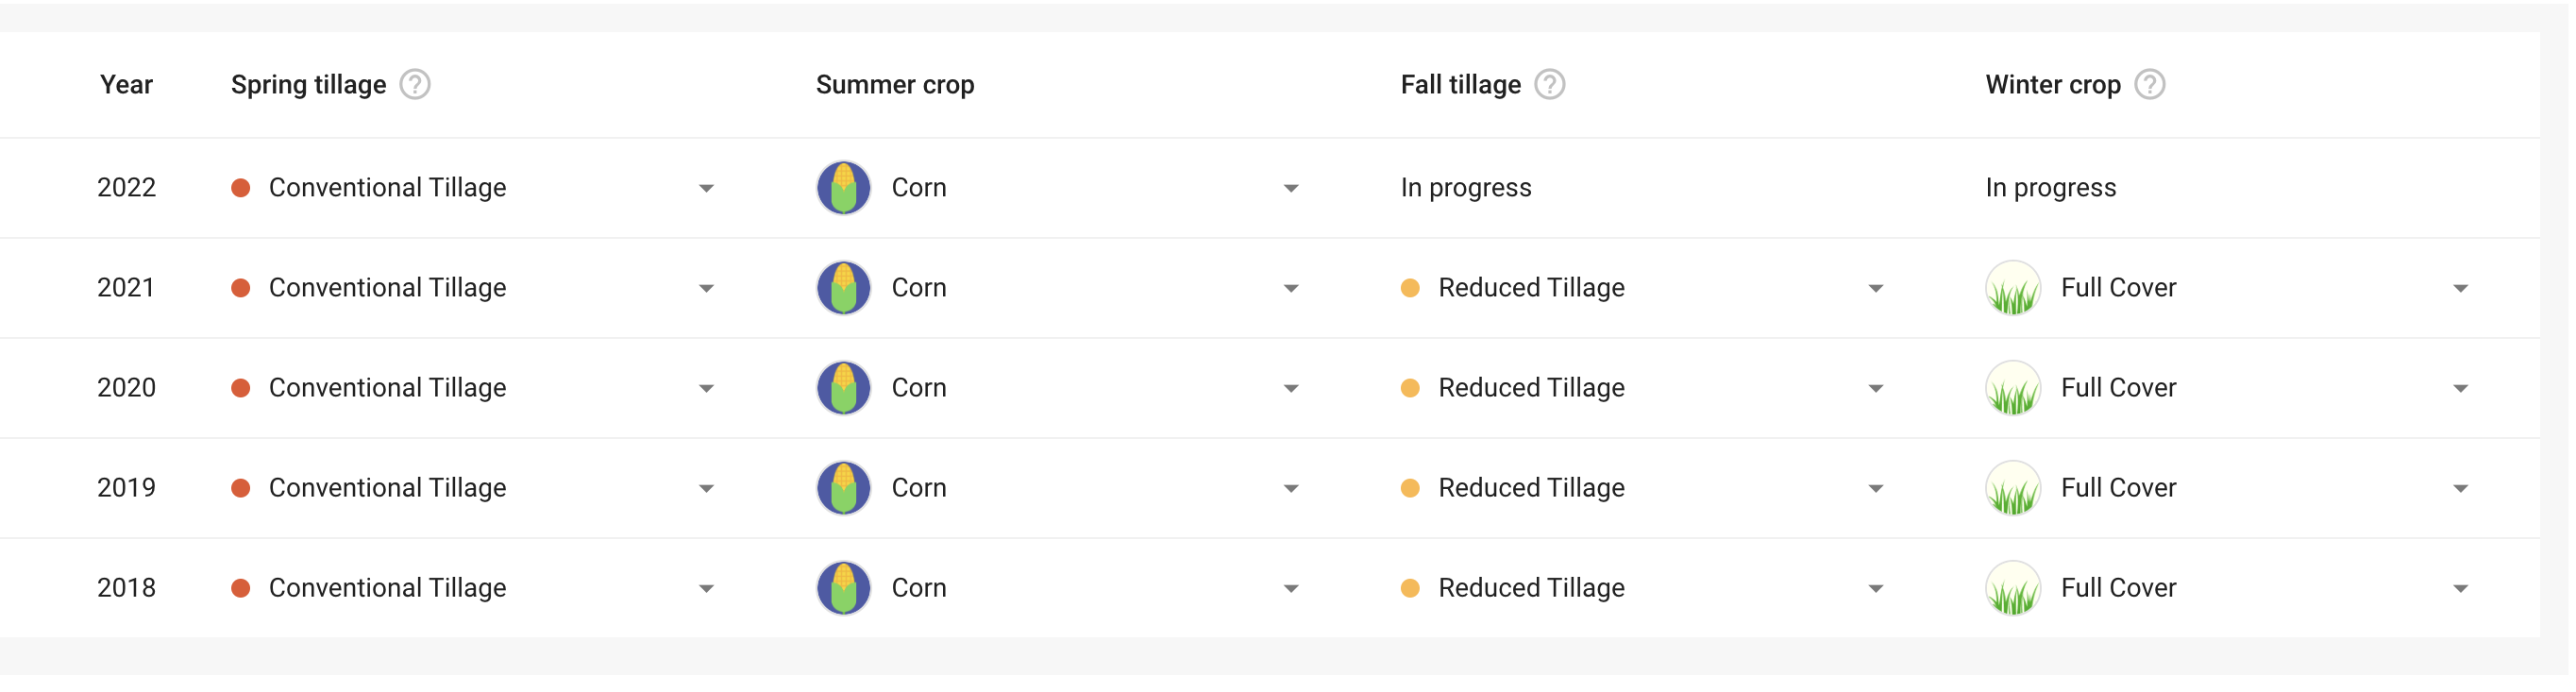 Year Spring tillage ? Summer crop Fall tillage ? Winter crop ?
2022 Conventional Tillage Corn In progress In progress
2021 Conventional Tillage Corn Reduced Tillage Full Cover
2020 Conventional Tillage Corn Reduced Tillage Full Cover
2019 Conventional Tillage Corn Reduced Tillage Full Cover
2018 Conventional Tillage Corn Reduced Tillage Full Cover